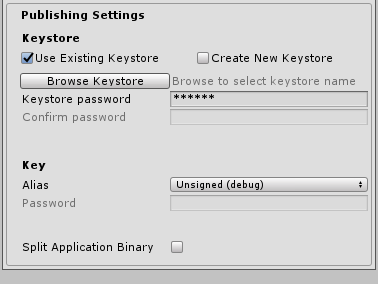 Publishing Settings
Keystore
Use Existing Keystore Create New Keystore
Browse Keystore Browse to select keystore name
Keystore password ******
Confirm password
Key
Alias Unsigned (debug)
Password
Split Application Binary